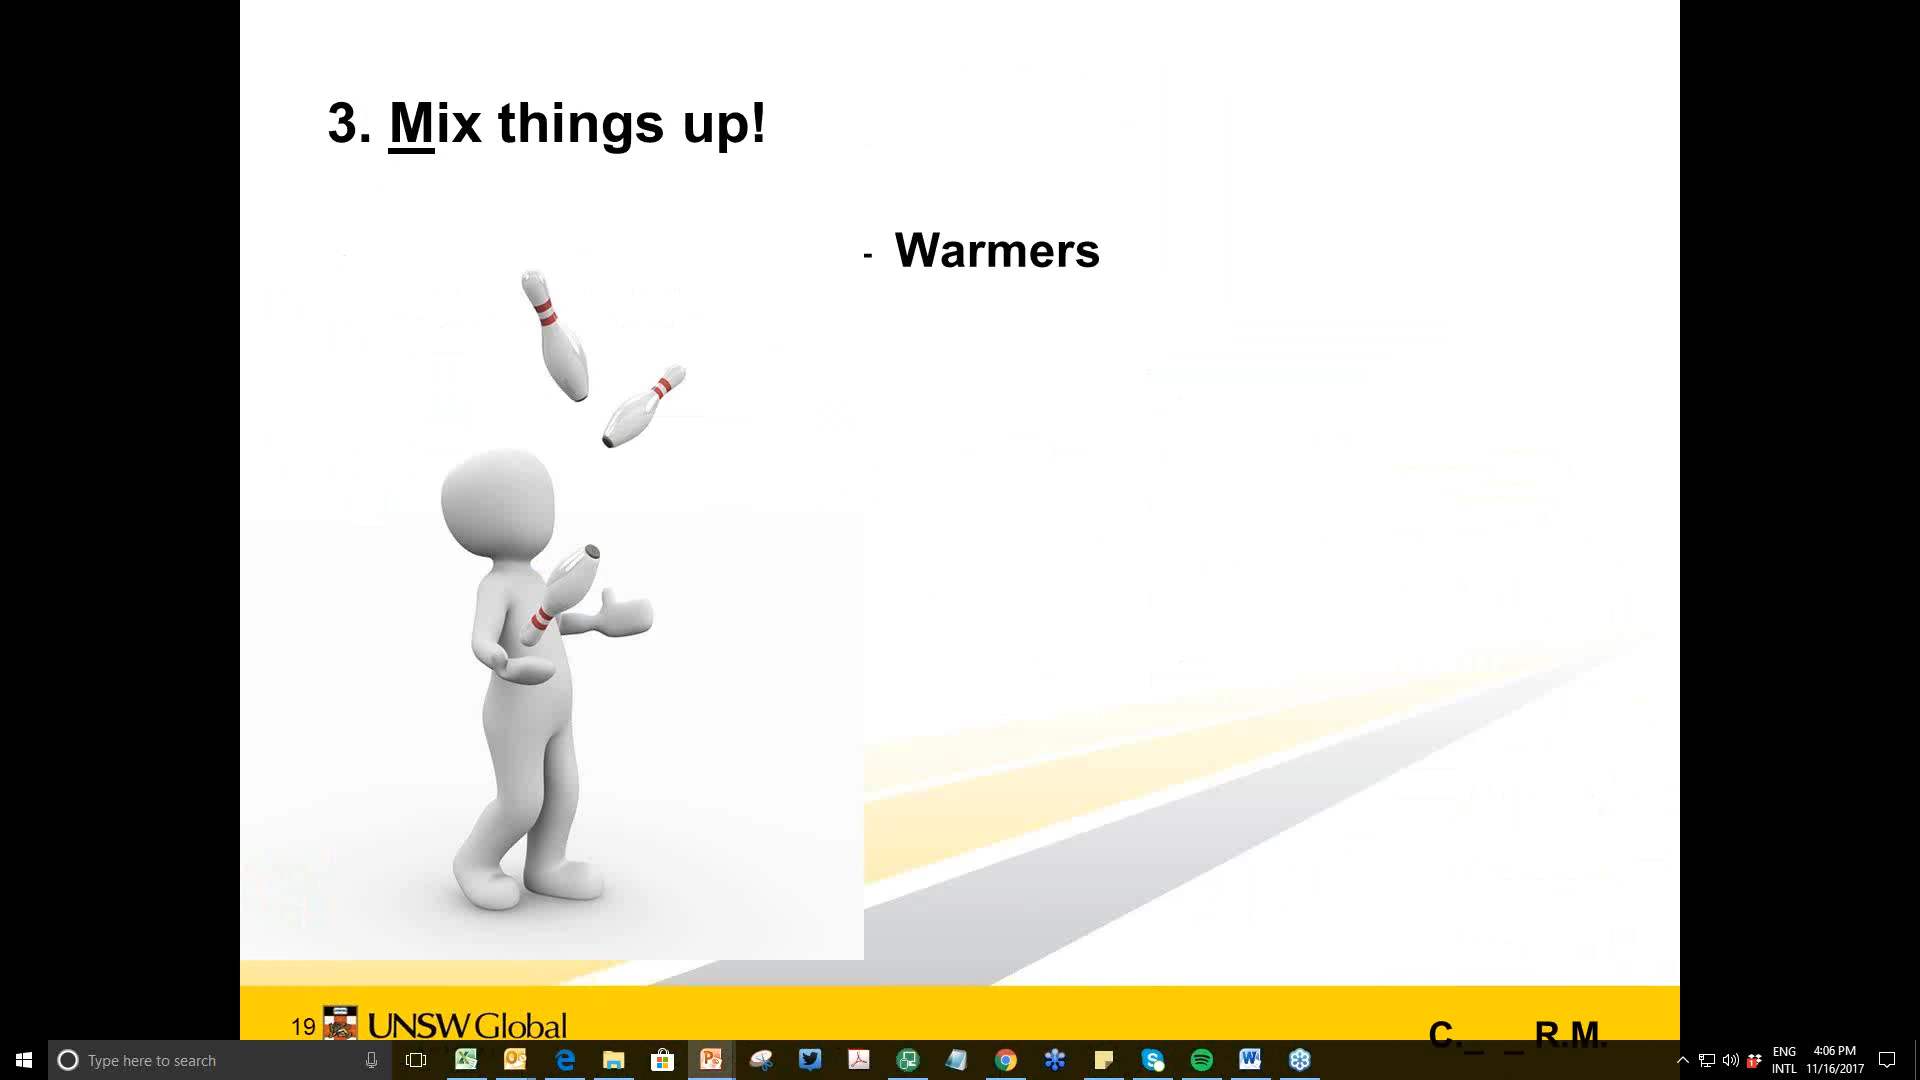 3. Mix things up!
- Warmers
19 UNSW Global
C._ _ R.M.
Type here to search
ENG
INTL
4:06 PM
11/16/2017